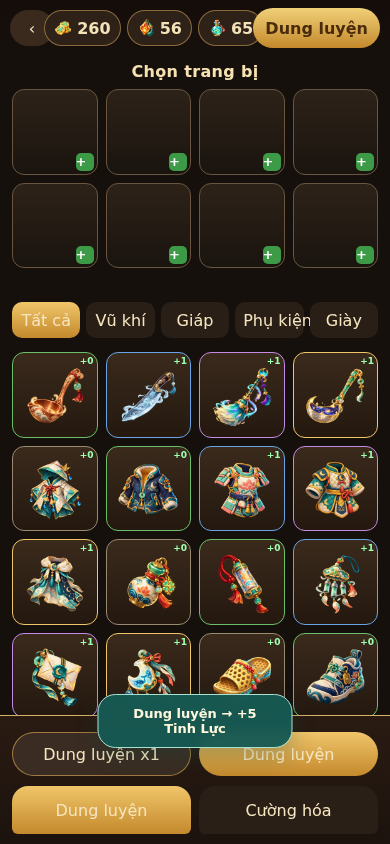 ‹ 260 56 65 Dung luyện
Chọn trang bị
+ + + +
+ + + +
Tất cả Vũ khí Giáp Phụ kiện Giày
+0 +1 +1 +1
+0 +0 +1 +1
+1 +0 +0 +1
+1 +1 +0 +0
Dung luyện → +5
Tinh Lực
Dung luyện x1 Dung luyện
Dung luyện Cường hóa